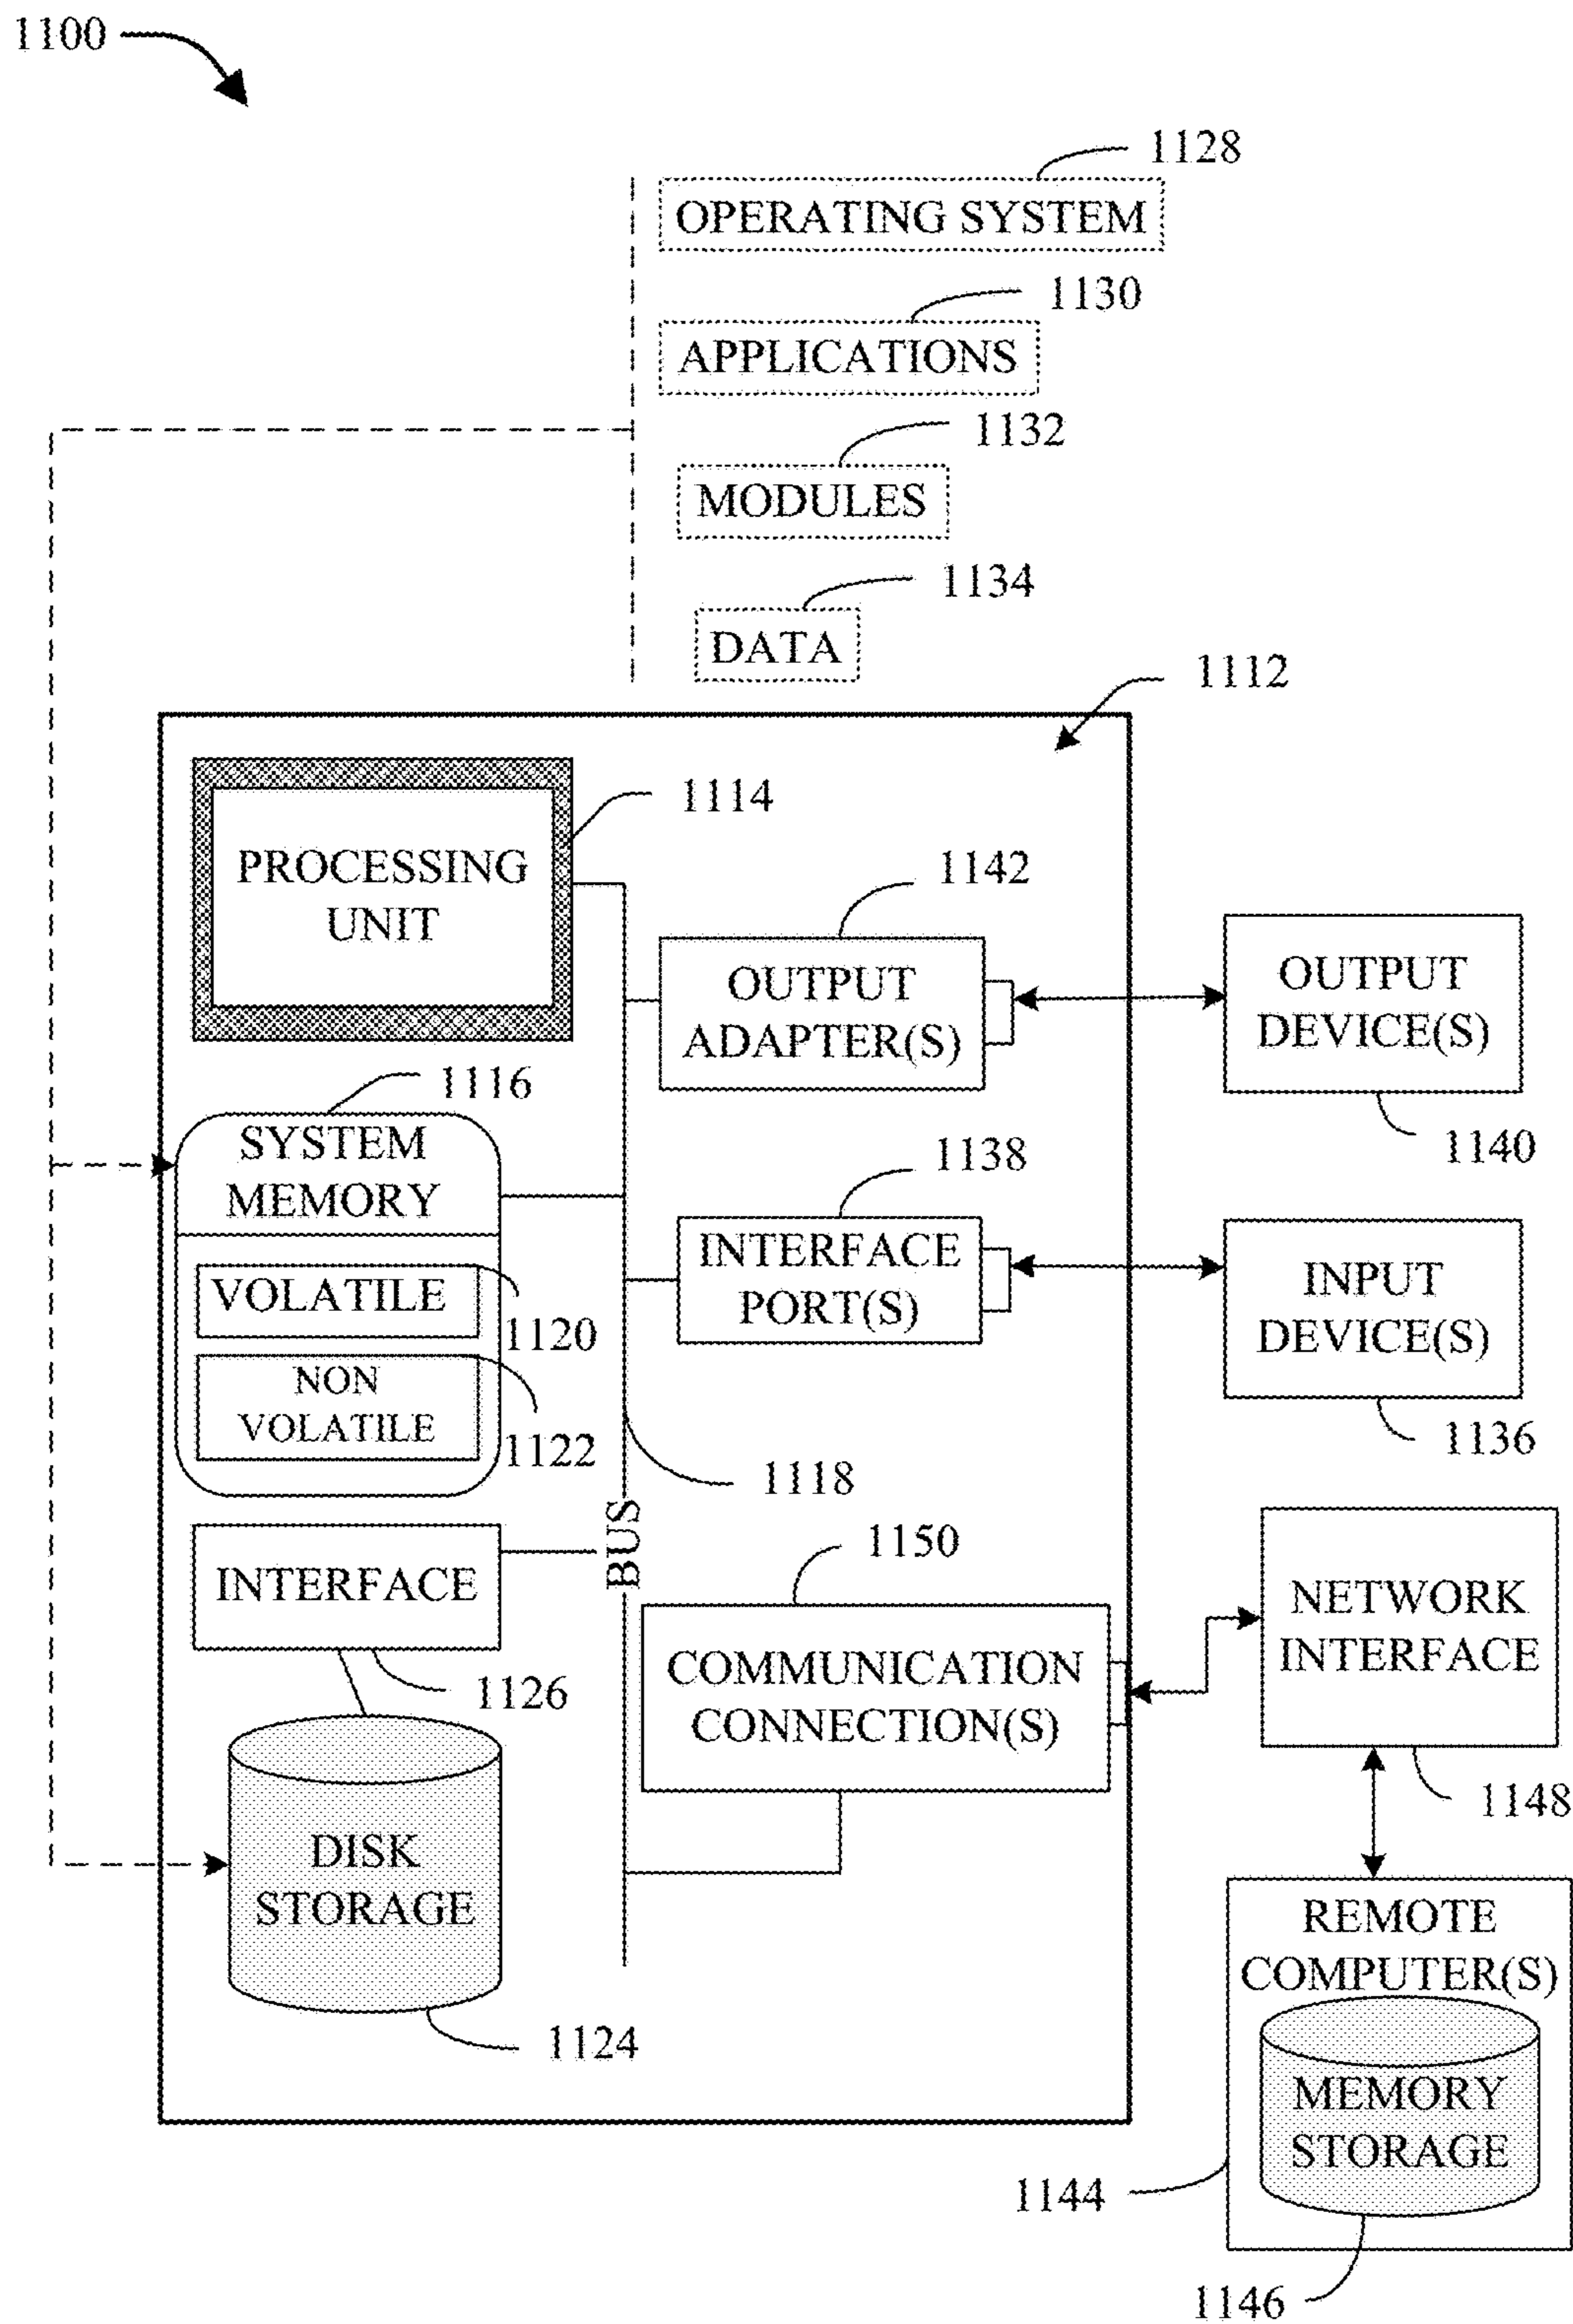 1100
1128
OPERATING SYSTEM
1130
APPLICATIONS
1132
MODULES
1134
DATA
1112
PROCESSING
UNIT
1114
1142
OUTPUT
ADAPTER(S)
OUTPUT
DEVICE(S)
1140
1116
SYSTEM
MEMORY
VOLATILE
1120
NON
VOLATILE
1122
1138
INTERFACE
PORT(S)
INPUT
DEVICE(S)
1136
1118
BUS
INTERFACE
1126
1150
COMMUNICATION
CONNECTION(S)
NETWORK
INTERFACE
1148
DISK
STORAGE
1124
REMOTE
COMPUTER(S)
MEMORY
STORAGE
1144
1146